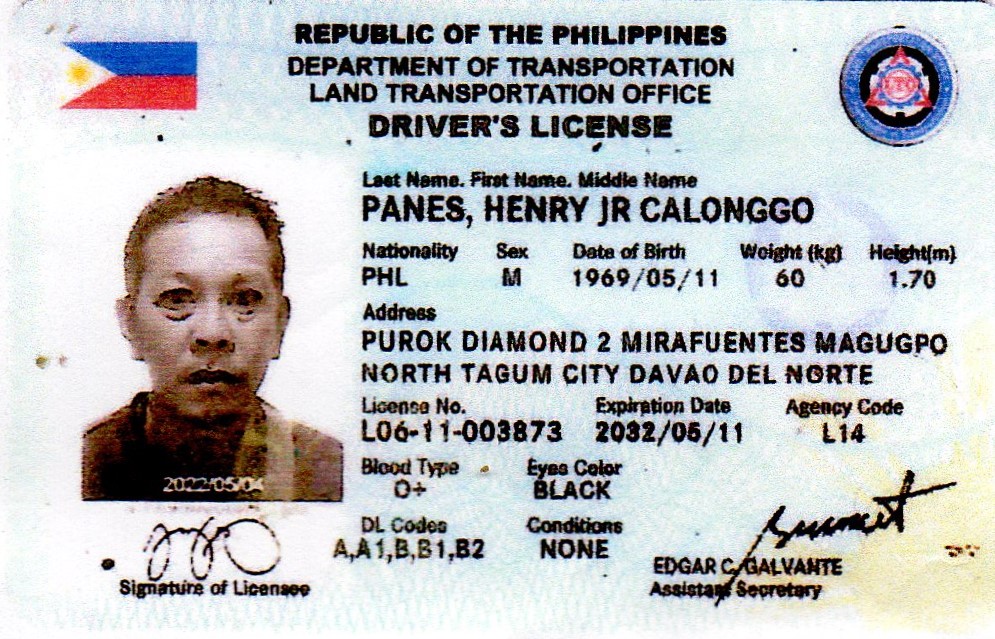 REPUBLIC OF THE PHILIPPINES
DEPARTMENT OF TRANSPORTATION
LAND TRANSPORTATION OFFICE
DRIVER'S LICENSE
LTO
Last Name. First Name. Middle Name
PANES, HENRY JR CALONGGO
Nationality Sex Date of Birth Weight (kg) Height(m)
PHL M 1969/05/11 60 1.70
Address
PUROK DIAMOND 2 MIRAFUENTES MAGUGPO
NORTH TAGUM CITY DAVAO DEL NORTE
License No. Expiration Date Agency Code
L06-11-003873 2032/05/11 L14
Blood Type Eyes Color
O+ BLACK
2022/05/04
DL Codes Conditions
A,A1,B,B1,B2 NONE
EDGAR C. GALVANTE
Signature of Licensee Assistant Secretary